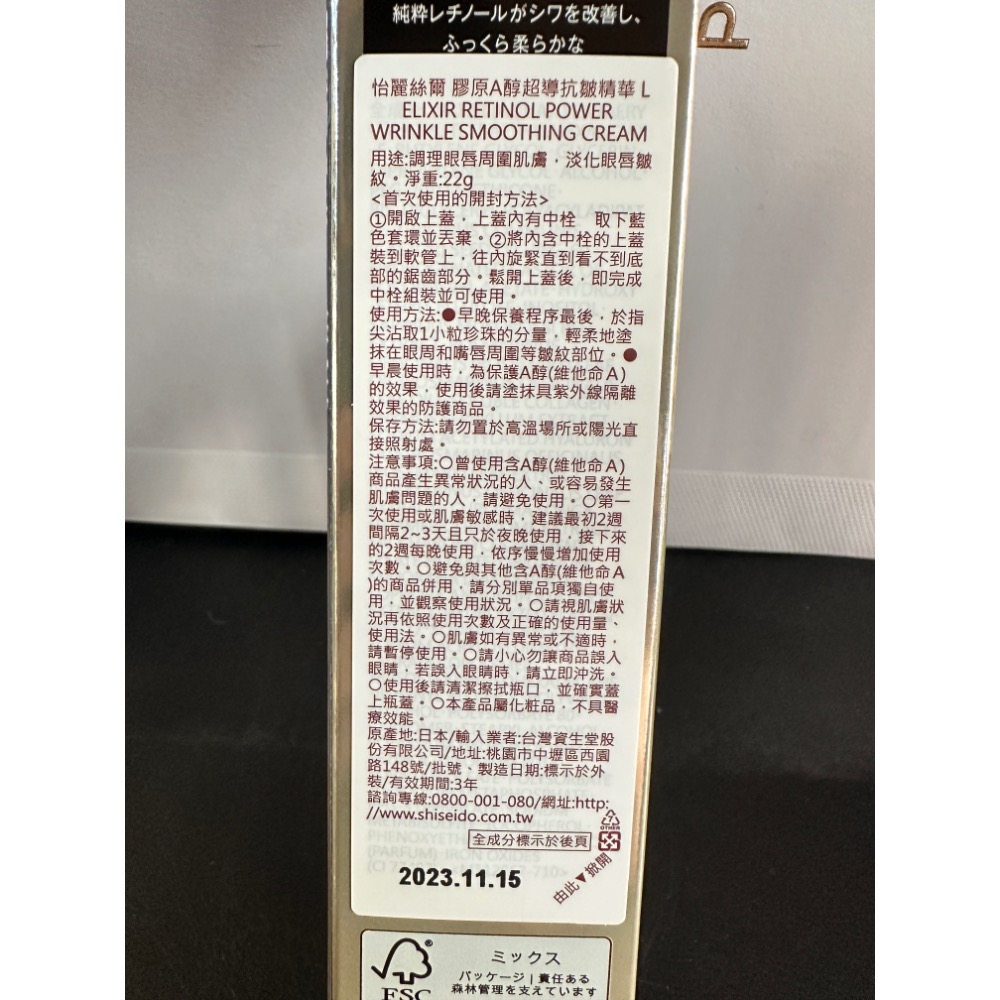 純粋レチノールがシワを改善し、
ふっくら柔らかな
怡麗絲爾 膠原A醇超導抗皺精華 L
ELIXIR RETINOL POWER
WRINKLE SMOOTHING CREAM
用途:調理眼唇周圍肌膚，淡化眼唇皺
紋。淨重:22g
<首次使用的開封方法>
①開啟上蓋，上蓋內有中栓　取下藍
色套環並丟棄。②將內含中栓的上蓋
裝到軟管上，往內旋緊直到看不到底
部的鋸齒部分。鬆開上蓋後，即完成
中栓組裝並可使用。
使用方法:●早晚保養程序最後，於指
尖沾取1小粒珍珠的分量，輕柔地塗
抹在眼周和嘴唇周圍等皺紋部位。●
早晨使用時，為保護A醇(維他命A)
的效果，使用後請塗抹具紫外線隔離
效果的防護商品。
保存方法:請勿置於高溫場所或陽光直
接照射處。
注意事項:○曾使用含A醇(維他命A)
商品產生異常狀況的人、或容易發生
肌膚問題的人，請避免使用。○第一
次使用或肌膚敏感時，建議最初2週
間隔2~3天且只於夜晚使用，接下來
的2週每晚使用，依序慢慢增加使用
次數。○避免與其他含A醇(維他命A
)的商品併用，請分別單品項獨自使
用，並觀察使用狀況。○請視肌膚狀
況再依照使用次數及正確的使用量、
使用法。○肌膚如有異常或不適時，
請暫停使用。○請小心勿讓商品誤入
眼睛，若誤入眼睛時，請立即沖洗。
○使用後請清潔擦拭瓶口，並確實蓋
上瓶蓋。○本產品屬化粧品，不具醫
療效能。
原產地:日本/輸入業者:台灣資生堂股
份有限公司/地址:桃園市中壢區西園
路148號/批號、製造日期:標示於外
裝/有效期間:3年
諮詢專線:0800-001-080/網址:http:
//www.shiseido.com.tw
7
OTHER
全成分標示於後頁
由此▼掀開
2023.11.15
ミックス
パッケージ | 責任ある
森林管理を支えています
FSC